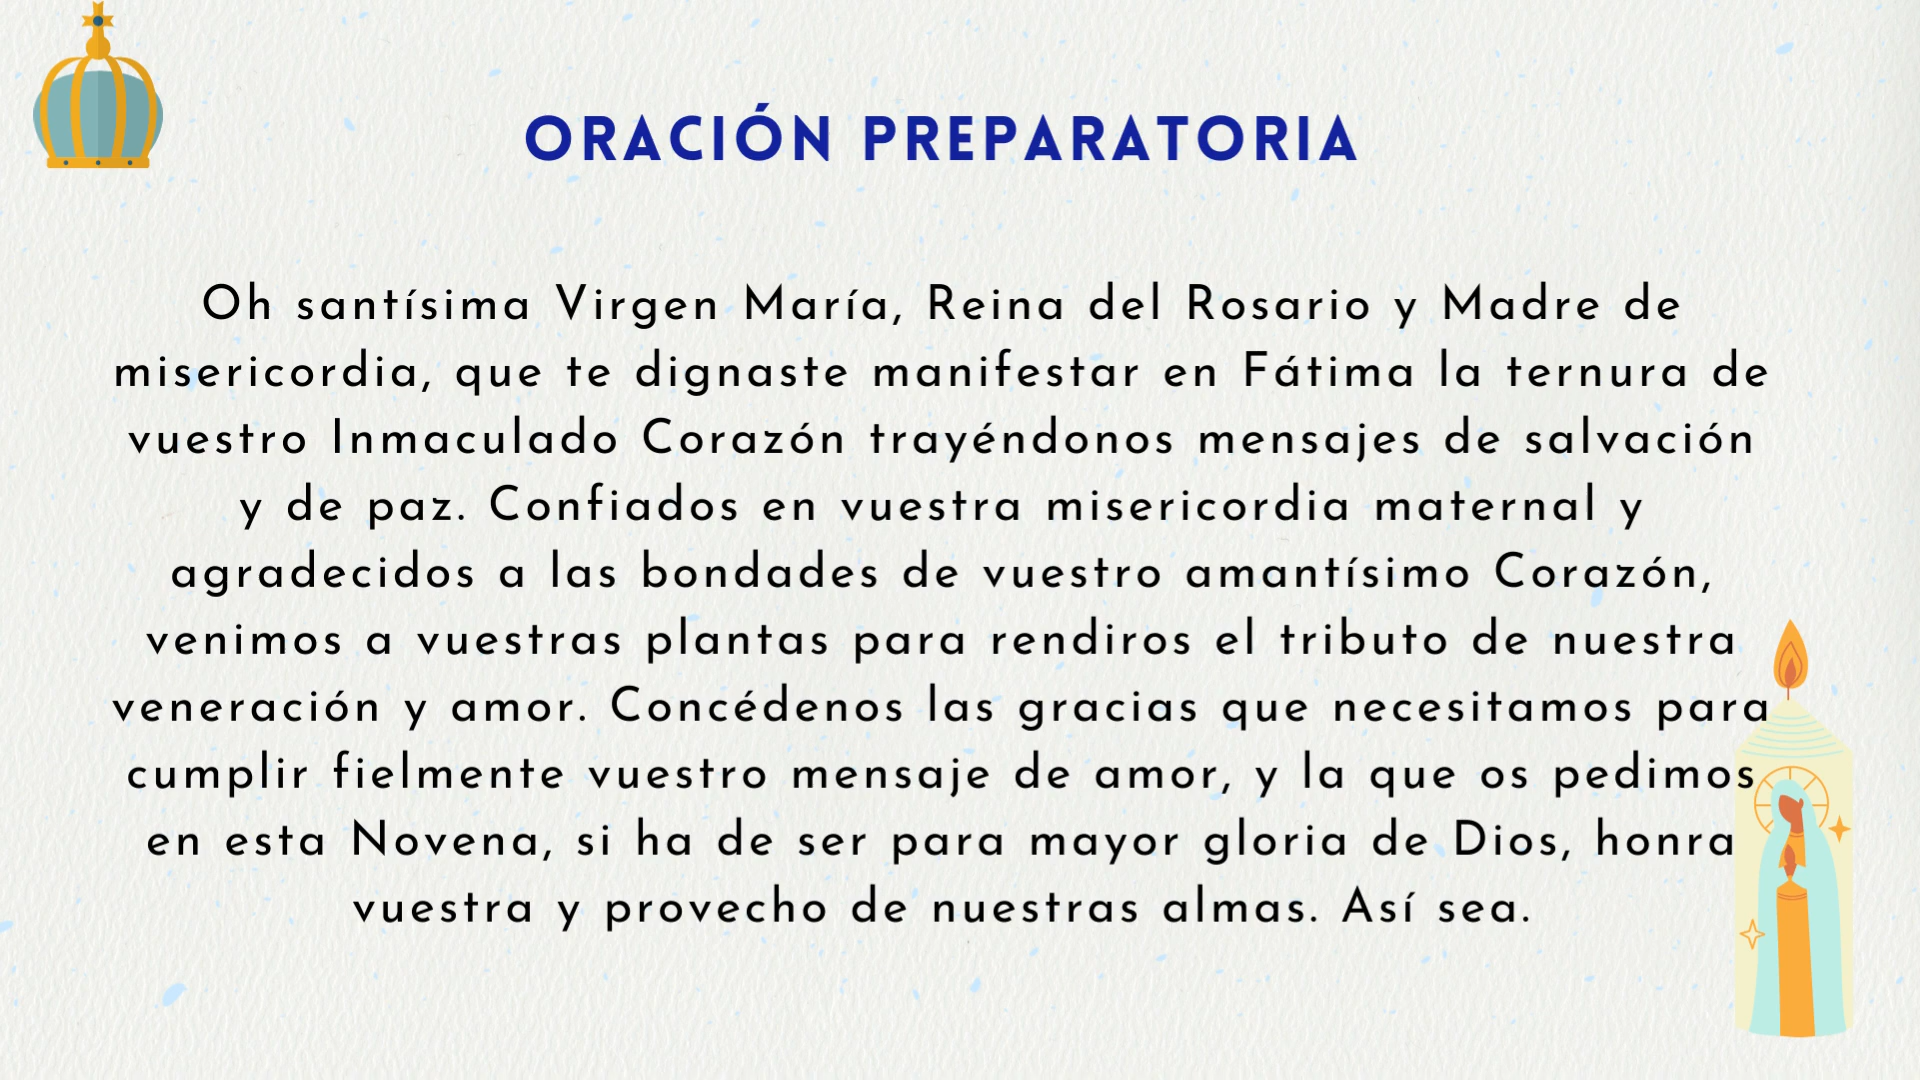 ORACIÓN PREPARATORIA
Oh santísima Virgen María, Reina del Rosario y Madre de
misericordia, que te dignaste manifestar en Fátima la ternura de
vuestro Inmaculado Corazón trayéndonos mensajes de salvación
y de paz. Confiados en vuestra misericordia maternal y
agradecidos a las bondades de vuestro amantísimo Corazón,
venimos a vuestras plantas para rendiros el tributo de nuestra
veneración y amor. Concédenos las gracias que necesitamos para
cumplir fielmente vuestro mensaje de amor, y la que os pedimos
en esta Novena, si ha de ser para mayor gloria de Dios, honra
vuestra y provecho de nuestras almas. Así sea.